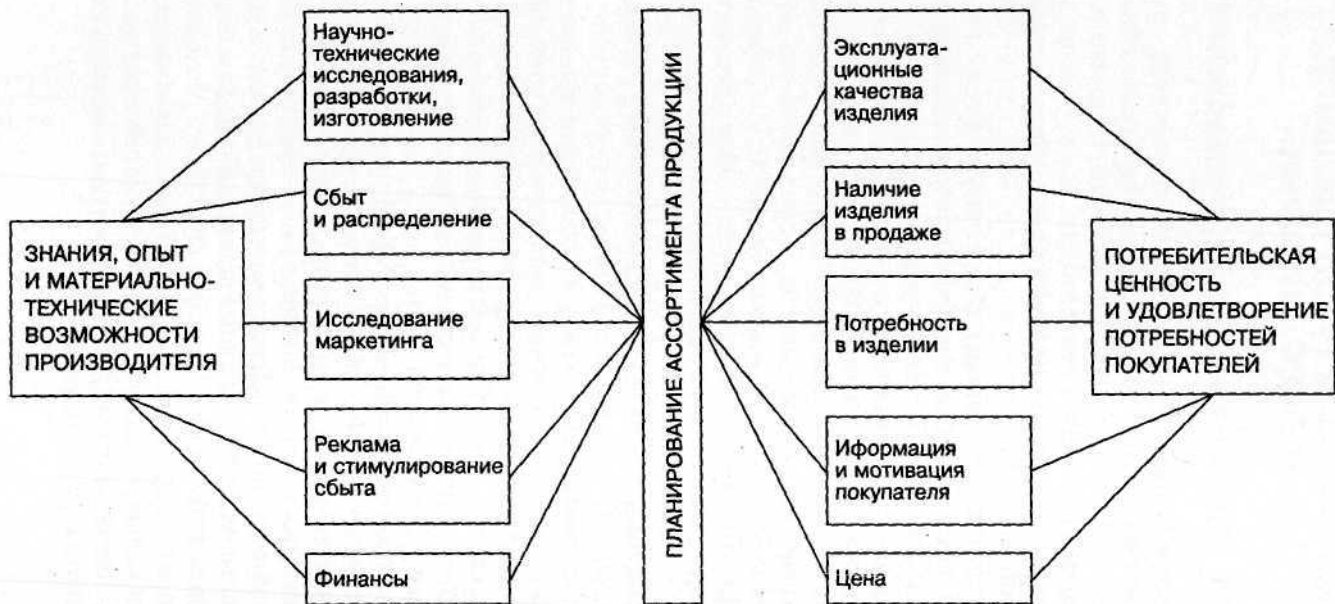 ЗНАНИЯ, ОПЫТ
И МАТЕРИАЛЬНО-
ТЕХНИЧЕСКИЕ
ВОЗМОЖНОСТИ
ПРОИЗВОДИТЕЛЯ
Научно-
технические
исследования,
разработки,
изготовление
Сбыт
и распределение
Исследование
маркетинга
Реклама
и стимулирование
сбыта
Финансы
ПЛАНИРОВАНИЕ АССОРТИМЕНТА ПРОДУКЦИИ
Эксплуата-
ционные
качества
изделия
Наличие
изделия
в продаже
Потребность
в изделии
Иформация
и мотивация
покупателя
Цена
ПОТРЕБИТЕЛЬСКАЯ
ЦЕННОСТЬ
И УДОВЛЕТВОРЕНИЕ
ПОТРЕБНОСТЕЙ
ПОКУПАТЕЛЕЙ